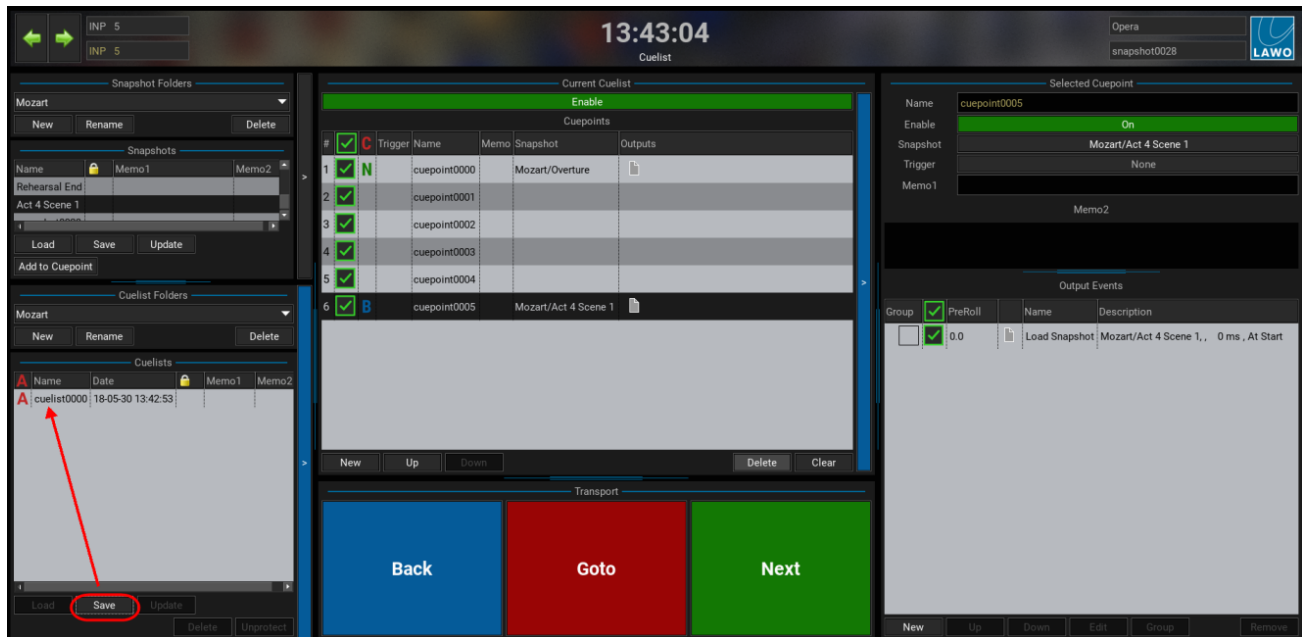 INP 5
INP 5
13:43:04
Cuelist
Opera
snapshot0028
LAWO
Snapshot Folders
Mozart
New Rename Delete
Snapshots
Name Memo1 Memo2
Rehearsal End
Act 4 Scene 1
Load Save Update
Add to Cuepoint
Cuelist Folders
Mozart
New Rename Delete
Cuelists
A Name Date Memo1 Memo2
A cuelist0000 18-05-30 13:42:53
Load Save Update
Delete Unprotect
>
>
Current Cuelist
Enable
Cuepoints
# C Trigger Name Memo Snapshot Outputs
1 N cuepoint0000 Mozart/Overture
2 cuepoint0001
3 cuepoint0002
4 cuepoint0003
5 cuepoint0004
6 B cuepoint0005 Mozart/Act 4 Scene 1
New Up Down Delete Clear
>
Transport
Back Goto Next
Selected Cuepoint
Name cuepoint0005
Enable On
Snapshot Mozart/Act 4 Scene 1
Trigger None
Memo1
Memo2
Output Events
Group PreRoll Name Description
0.0 Load Snapshot Mozart/Act 4 Scene 1, , 0 ms , At Start
New Up Down Edit Group Remove